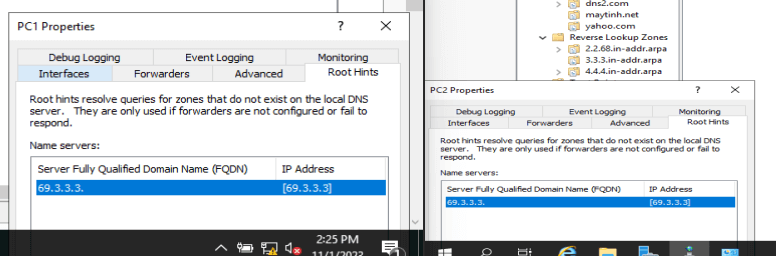 PC1 Properties
? X
Debug Logging Event Logging Monitoring
Interfaces Forwarders Advanced Root Hints
Root hints resolve queries for zones that do not exist on the local DNS
server. They are only used if forwarders are not configured or fail to
respond.
Name servers:
Server Fully Qualified Domain Name (FQDN) IP Address
69.3.3.3. [69.3.3.3]
2:25 PM
11/1/2023
dns2.com
maytinh.net
yahoo.com
Reverse Lookup Zones
2.2.68.in-addr.arpa
3.3.3.in-addr.arpa
4.4.4.in-addr.arpa
PC2 Properties
? X
Debug Logging Event Logging Monitoring
Interfaces Forwarders Advanced Root Hints
Root hints resolve queries for zones that do not exist on the local DNS
server. They are only used if forwarders are not configured or fail to
respond.
Name servers:
Server Fully Qualified Domain Name (FQDN) IP Address
69.3.3.3. [69.3.3.3]